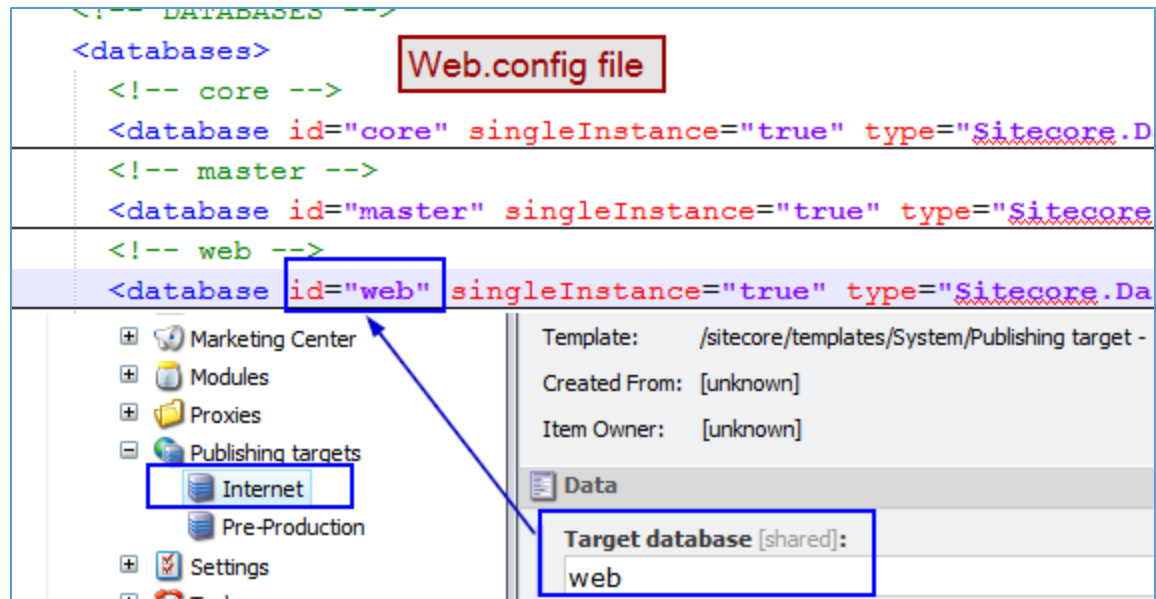 <!-- DATABASES -->
<databases>
Web.config file
<!-- core -->
<database id="core" singleInstance="true" type="Sitecore.D
<!-- master -->
<database id="master" singleInstance="true" type="Sitecore
<!-- web -->
<database id="web" singleInstance="true" type="Sitecore.Da
Marketing Center
Modules
Proxies
Publishing targets
Internet
Pre-Production
Settings
Template: /sitecore/templates/System/Publishing target -
Created From: [unknown]
Item Owner: [unknown]
Data
Target database [shared]:
web